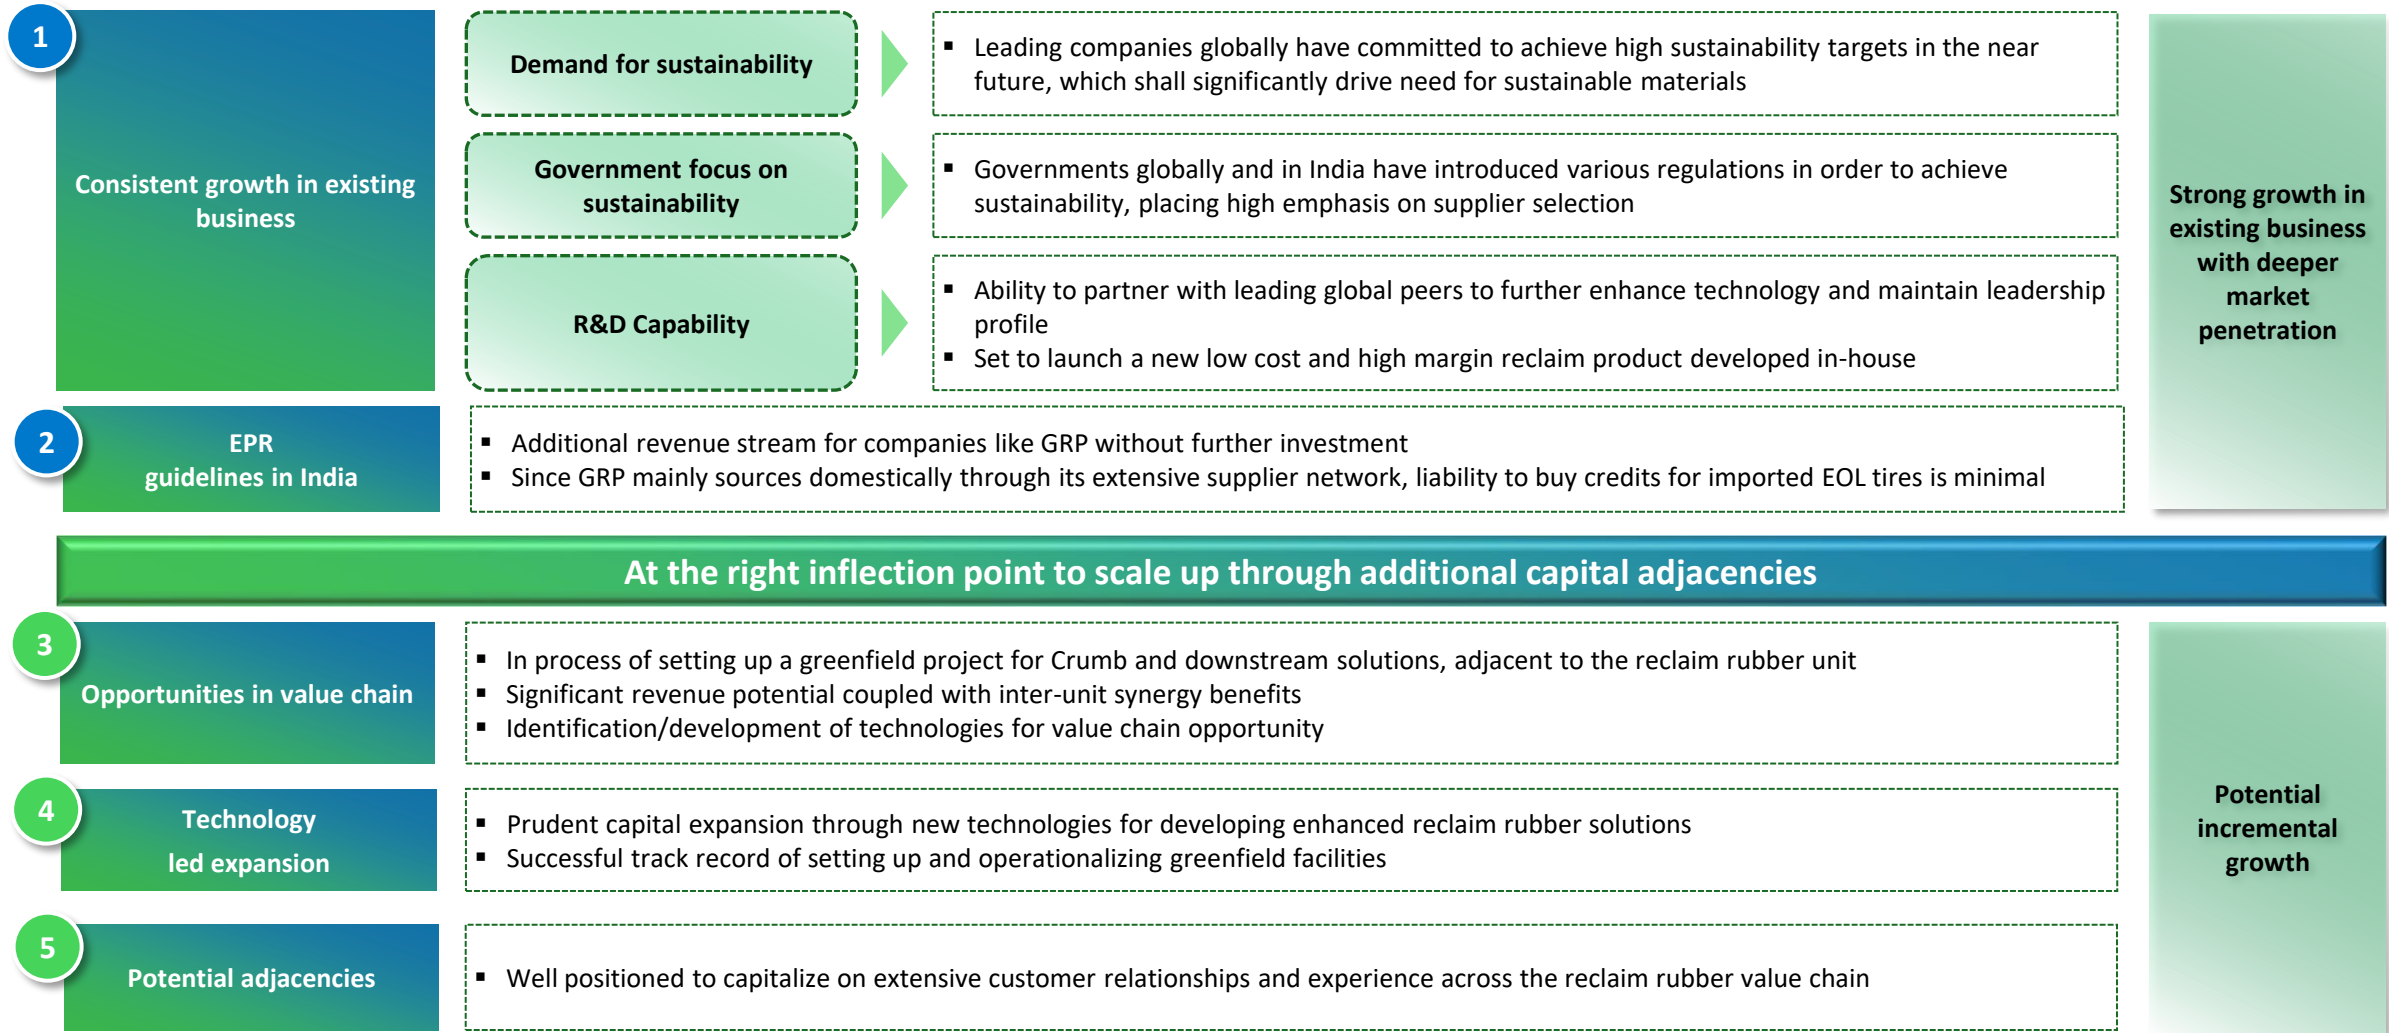 1
Consistent growth in existing
business
Demand for sustainability
▪ Leading companies globally have committed to achieve high sustainability targets in the near
future, which shall significantly drive need for sustainable materials
Government focus on
sustainability
▪ Governments globally and in India have introduced various regulations in order to achieve
sustainability, placing high emphasis on supplier selection
R&D Capability
▪ Ability to partner with leading global peers to further enhance technology and maintain leadership
profile
▪ Set to launch a new low cost and high margin reclaim product developed in-house
2
EPR
guidelines in India
▪ Additional revenue stream for companies like GRP without further investment
▪ Since GRP mainly sources domestically through its extensive supplier network, liability to buy credits for imported EOL tires is minimal
Strong growth in
existing business
with deeper
market
penetration
At the right inflection point to scale up through additional capital adjacencies
3
Opportunities in value chain
▪ In process of setting up a greenfield project for Crumb and downstream solutions, adjacent to the reclaim rubber unit
▪ Significant revenue potential coupled with inter-unit synergy benefits
▪ Identification/development of technologies for value chain opportunity
4
Technology
led expansion
▪ Prudent capital expansion through new technologies for developing enhanced reclaim rubber solutions
▪ Successful track record of setting up and operationalizing greenfield facilities
5
Potential adjacencies
▪ Well positioned to capitalize on extensive customer relationships and experience across the reclaim rubber value chain
Potential
incremental
growth